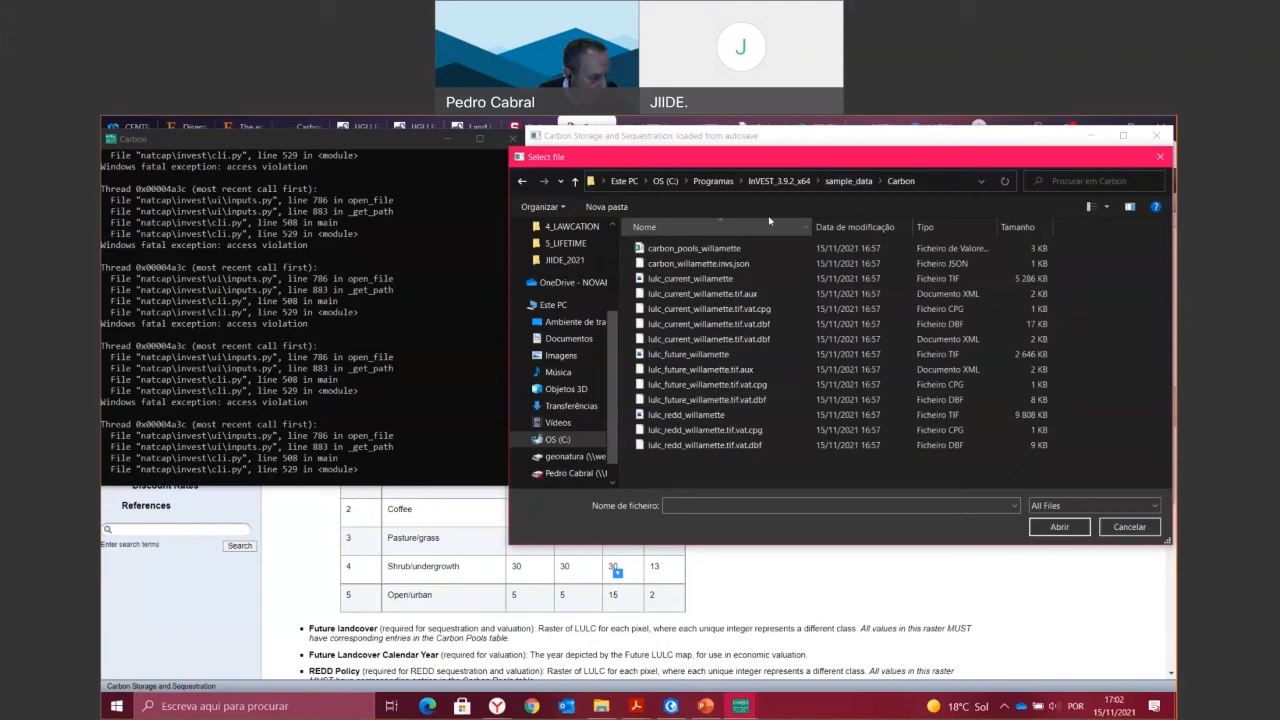 J
Pedro Cabral
JIIDE.
Carbon
Carbon Storage and Sequestration: loaded from autosave
File "natcap\invest\cli.py", line 529 in <module>
Windows fatal exception: access violation
Thread 0x00004a3c (most recent call first):
File "natcap\invest\ui\inputs.py", line 786 in open_file
File "natcap\invest\ui\inputs.py", line 883 in _get_path
File "natcap\invest\cli.py", line 508 in main
File "natcap\invest\cli.py", line 529 in <module>
Windows fatal exception: access violation
Thread 0x00004a3c (most recent call first):
File "natcap\invest\ui\inputs.py", line 786 in open_file
File "natcap\invest\ui\inputs.py", line 883 in _get_path
File "natcap\invest\cli.py", line 508 in main
File "natcap\invest\cli.py", line 529 in <module>
Windows fatal exception: access violation
Thread 0x00004a3c (most recent call first):
File "natcap\invest\ui\inputs.py", line 786 in open_file
File "natcap\invest\ui\inputs.py", line 883 in _get_path
File "natcap\invest\cli.py", line 508 in main
File "natcap\invest\cli.py", line 529 in <module>
Windows fatal exception: access violation
Thread 0x00004a3c (most recent call first):
File "natcap\invest\ui\inputs.py", line 786 in open_file
File "natcap\invest\ui\inputs.py", line 883 in _get_path
File "natcap\invest\cli.py", line 508 in main
File "natcap\invest\cli.py", line 529 in <module>
Select file
Este PC > OS (C:) > Programas > InVEST_3.9.2_x64 > sample_data > Carbon
Procurar em Carbon
Organizar
Nova pasta
4_LAWCATION
5_LIFETIME
JIIDE_2021
OneDrive - NOVAI
Este PC
Ambiente de tra
Documentos
Imagens
Música
Objetos 3D
Transferências
Vídeos
OS (C:)
geonatura (\\we
Pedro Cabral (\\
Nome Data de modificação Tipo Tamanho
carbon_pools_willamette 15/11/2021 16:57 Ficheiro de Valore... 3 KB
carbon_willamette.invs.json 15/11/2021 16:57 Ficheiro JSON 1 KB
lulc_current_willamette 15/11/2021 16:57 Ficheiro TIF 5 286 KB
lulc_current_willamette.tif.aux 15/11/2021 16:57 Documento XML 2 KB
lulc_current_willamette.tif.vat.cpg 15/11/2021 16:57 Ficheiro CPG 1 KB
lulc_current_willamette.tif.vat.dbf 15/11/2021 16:57 Ficheiro DBF 17 KB
lulc_current_willamette.tif.vat.dbf 15/11/2021 16:57 Documento XML 2 KB
lulc_future_willamette 15/11/2021 16:57 Ficheiro TIF 2 646 KB
lulc_future_willamette.tif.aux 15/11/2021 16:57 Documento XML 2 KB
lulc_future_willamette.tif.vat.cpg 15/11/2021 16:57 Ficheiro CPG 1 KB
lulc_future_willamette.tif.vat.dbf 15/11/2021 16:57 Ficheiro DBF 8 KB
lulc_redd_willamette 15/11/2021 16:57 Ficheiro TIF 9 808 KB
lulc_redd_willamette.tif.vat.cpg 15/11/2021 16:57 Ficheiro CPG 1 KB
lulc_redd_willamette.tif.vat.dbf 15/11/2021 16:57 Ficheiro DBF 9 KB
Nome de ficheiro:
All Files
Abrir
Cancelar
Discount Rates
References
Enter search terms
Search
2 Coffee
3 Pasture/grass
4 Shrub/undergrowth 30 30 30 13
5 Open/urban 5 5 15 2
Future landcover (required for sequestration and valuation): Raster of LULC for each pixel, where each unique integer represents a different class. All values in this raster MUST
have corresponding entries in the Carbon Pools table.
Future Landcover Calendar Year (required for valuation): The year depicted by the Future LULC map, for use in economic valuation.
REDD Policy (required for REDD sequestration and valuation): Raster of LULC for each pixel, where each unique integer represents a different class. All values in this raster
Carbon Storage and Sequestration
Escreva aqui para procurar
18°C Sol
POR
17:02
15/11/2021